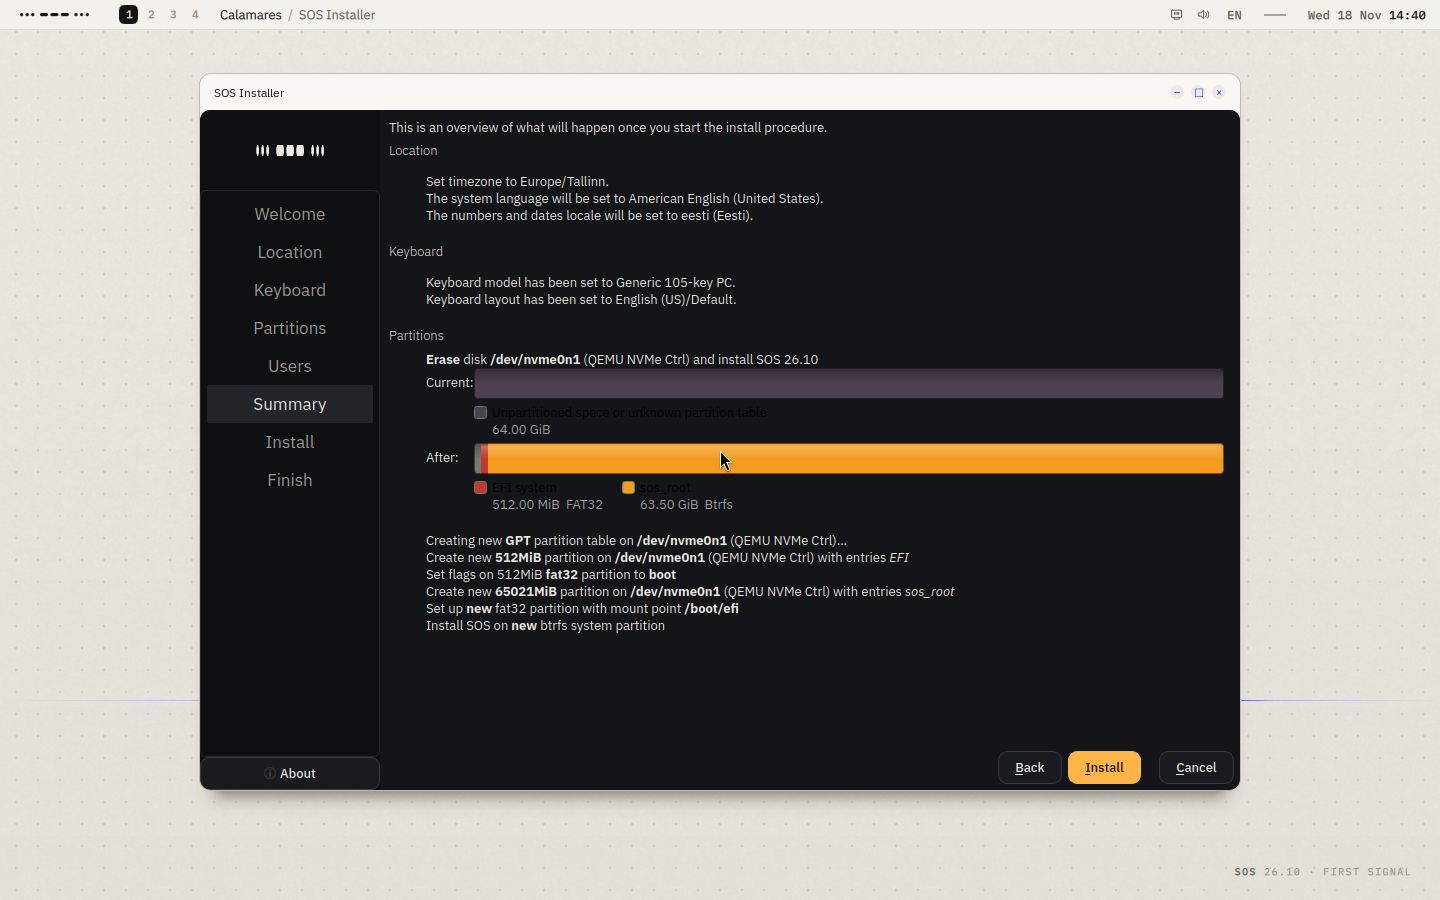 1 2 3 4 Calamares / SOS Installer EN Wed 18 Nov 14:40
SOS Installer
This is an overview of what will happen once you start the install procedure.
Location
Set timezone to Europe/Tallinn.
The system language will be set to American English (United States).
The numbers and dates locale will be set to eesti (Eesti).
Keyboard
Keyboard model has been set to Generic 105-key PC.
Keyboard layout has been set to English (US)/Default.
Partitions
Erase disk /dev/nvme0n1 (QEMU NVMe Ctrl) and install SOS 26.10
Current:
Unpartitioned space or unknown partition table
64.00 GiB
After:
EFI system sos_root
512.00 MiB FAT32 63.50 GiB Btrfs
Creating new GPT partition table on /dev/nvme0n1 (QEMU NVMe Ctrl)…
Create new 512MiB partition on /dev/nvme0n1 (QEMU NVMe Ctrl) with entries EFI
Set flags on 512MiB fat32 partition to boot
Create new 65021MiB partition on /dev/nvme0n1 (QEMU NVMe Ctrl) with entries sos_root
Set up new fat32 partition with mount point /boot/efi
Install SOS on new btrfs system partition
Welcome
Location
Keyboard
Partitions
Users
Summary
Install
Finish
About
Back Install Cancel
SOS 26.10 · FIRST SIGNAL